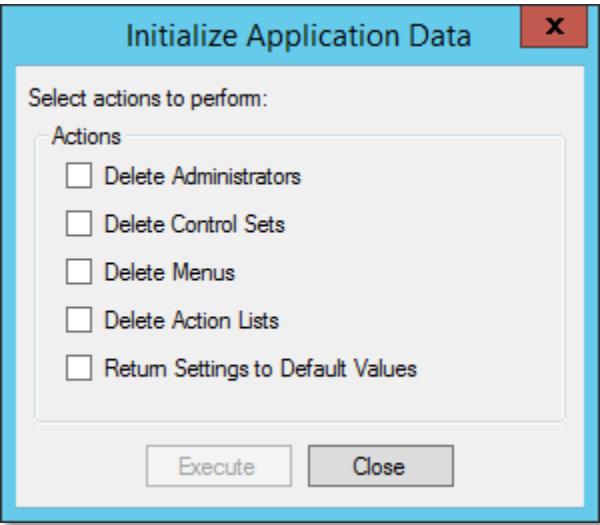 Initialize Application Data
x
Select actions to perform:
Actions
Delete Administrators
Delete Control Sets
Delete Menus
Delete Action Lists
Return Settings to Default Values
Execute
Close